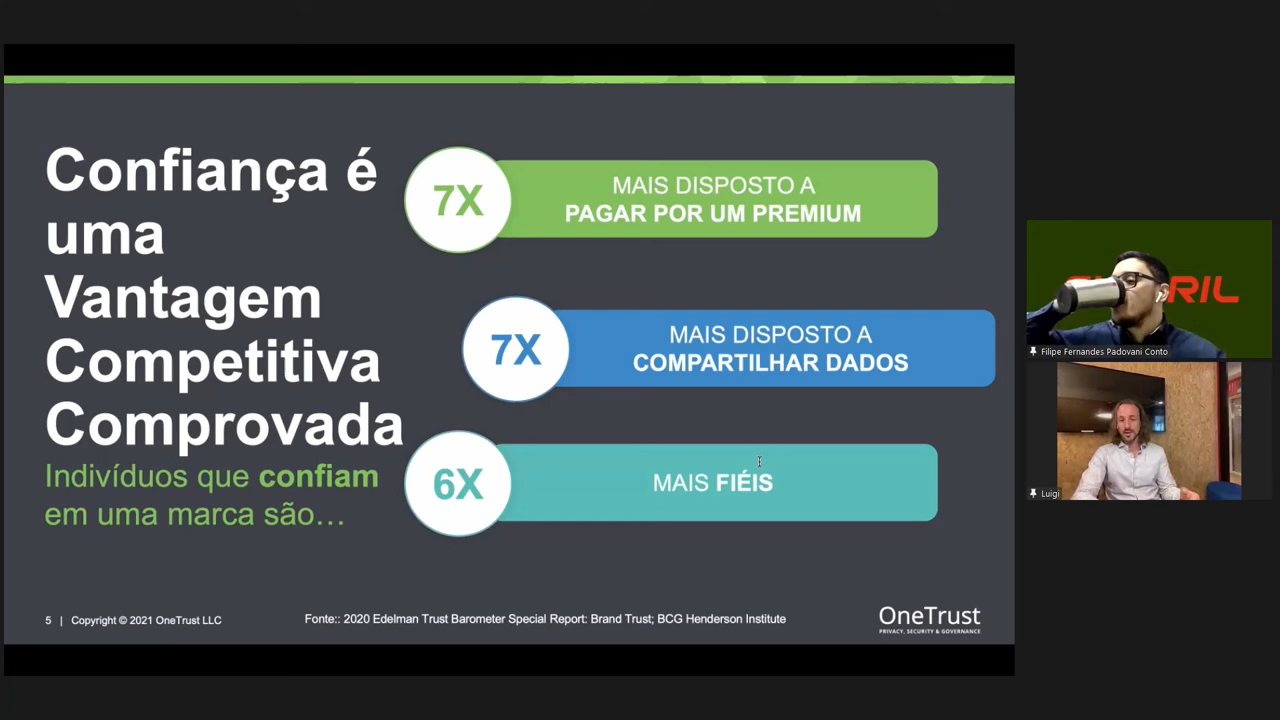 Confiança é
uma
Vantagem
Competitiva
Comprovada
Indivíduos que confiam
em uma marca são…
7X
MAIS DISPOSTO A
PAGAR POR UM PREMIUM
7X
MAIS DISPOSTO A
COMPARTILHAR DADOS
6X
MAIS FIÉIS
5 | Copyright © 2021 OneTrust LLC
Fonte:: 2020 Edelman Trust Barometer Special Report: Brand Trust; BCG Henderson Institute
OneTrust
PRIVACY, SECURITY & GOVERNANCE
RIL
Filipe Fernandes Padovani Conto
Luigi